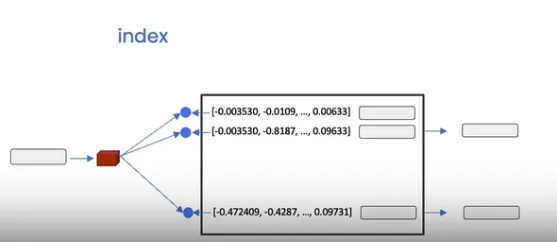 index
[-0.003530, -0.0109, ..., 0.00633]
[-0.003530, -0.8187, ..., 0.09633]
[-0.472409, -0.4287, ..., 0.09731]